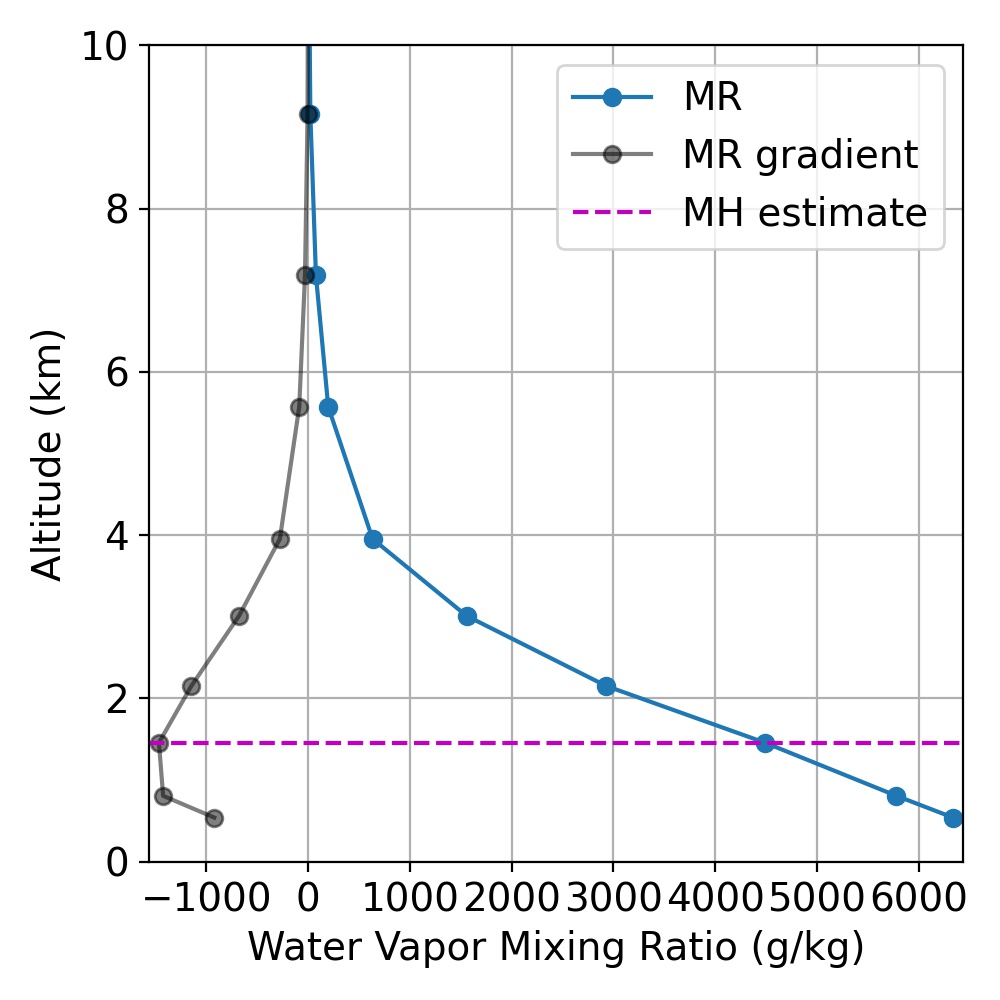 10
8
6
4
2
0
Altitude (km)
MR
MR gradient
MH estimate
−1000 0 1000 2000 3000 4000 5000 6000
Water Vapor Mixing Ratio (g/kg)